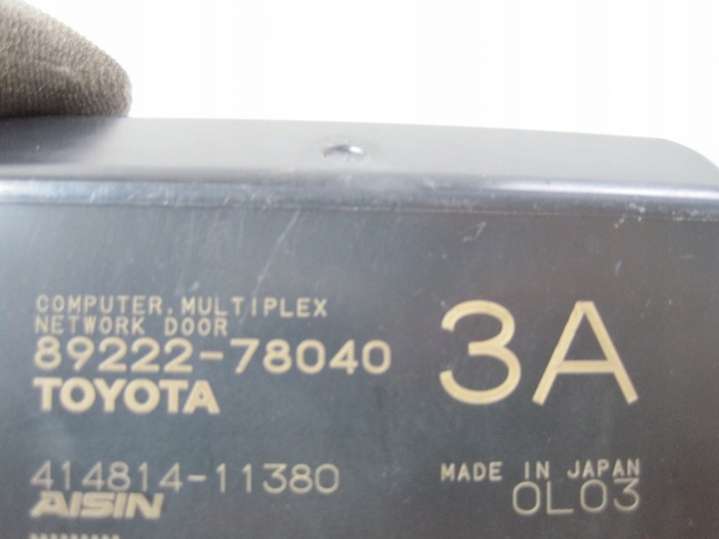 COMPUTER, MULTIPLEX
NETWORK DOOR
89222-78040
TOYOTA
3A
414814-11380
AISIN
MADE IN JAPAN
0L03